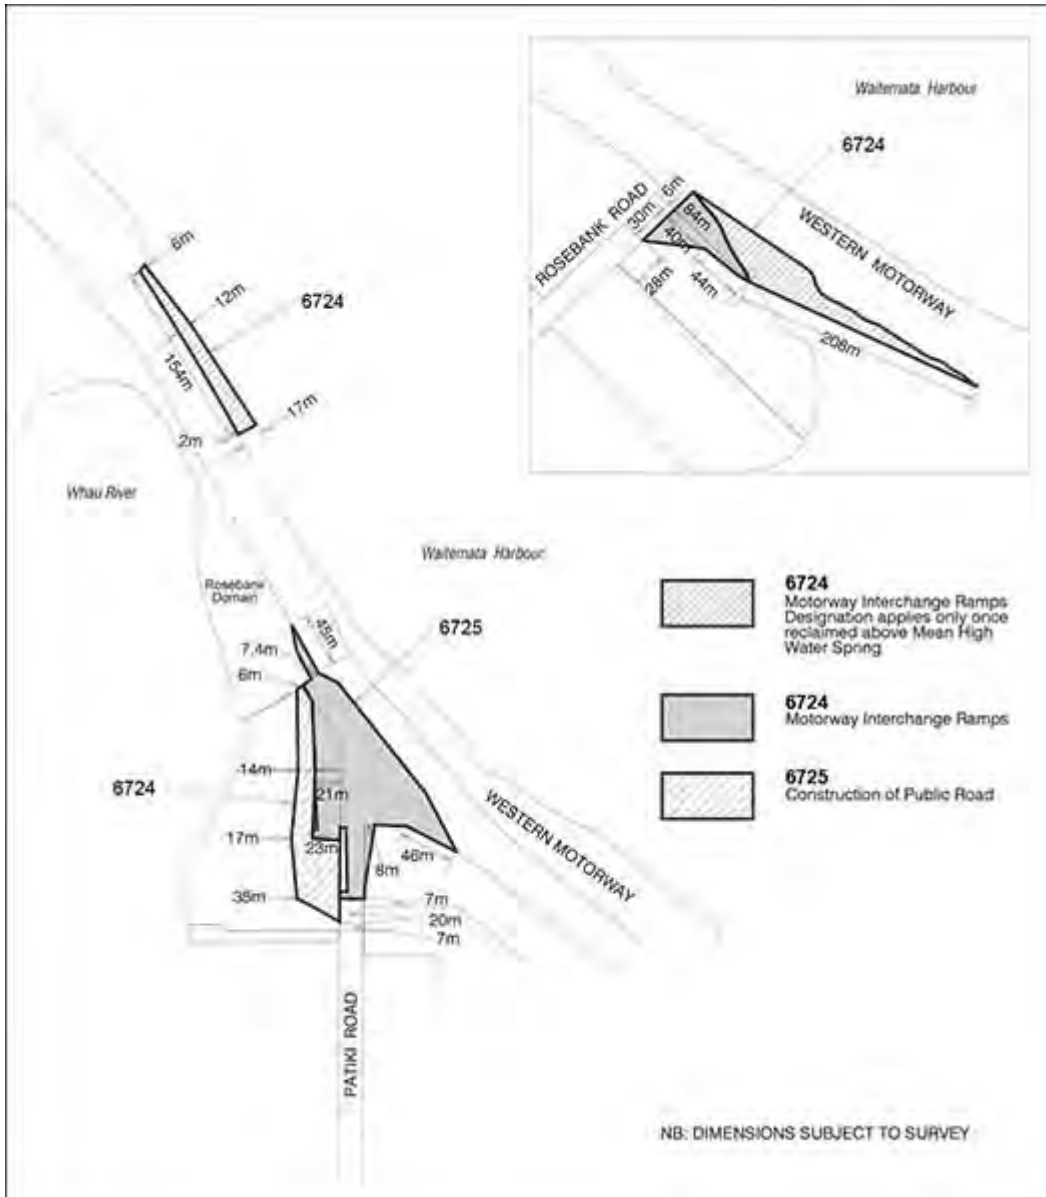 Waitemata Harbour
6724
ROSEBANK ROAD
30m
6m
84m
40m
28m
44m
208m
WESTERN MOTORWAY
6m
12m
6724
154m
17m
2m
Whau River
Waitemata Harbour
Rosebank
Domain
45m
6725
7.4m
6m
14m
6724
21m
17m
23m
46m
8m
38m
7m
20m
7m
WESTERN MOTORWAY
PATIKI ROAD
6724
Motorway Interchange Ramps
Designation applies only once
reclaimed above Mean High
Water Spring
6724
Motorway Interchange Ramps
6725
Construction of Public Road
NB: DIMENSIONS SUBJECT TO SURVEY